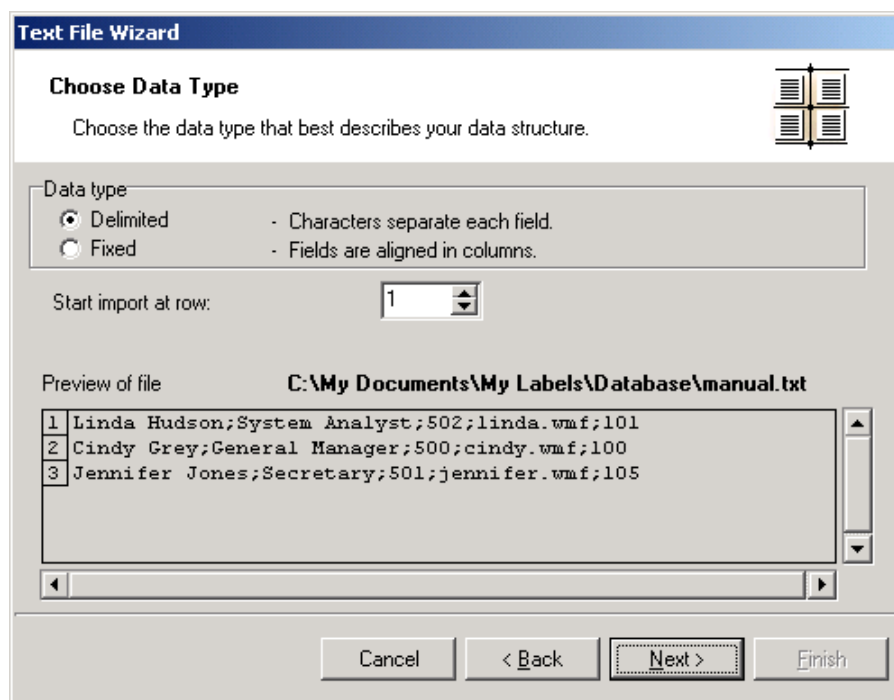 Text File Wizard
Choose Data Type
Choose the data type that best describes your data structure.
Data type
Delimited - Characters separate each field.
Fixed - Fields are aligned in columns.
Start import at row: 1
Preview of file C:\My Documents\My Labels\Database\manual.txt
1 Linda Hudson;System Analyst;502;linda.wmf;101
2 Cindy Grey;General Manager;500;cindy.wmf;100
3 Jennifer Jones;Secretary;501;jennifer.wmf;105
Cancel < Back Next > Finish